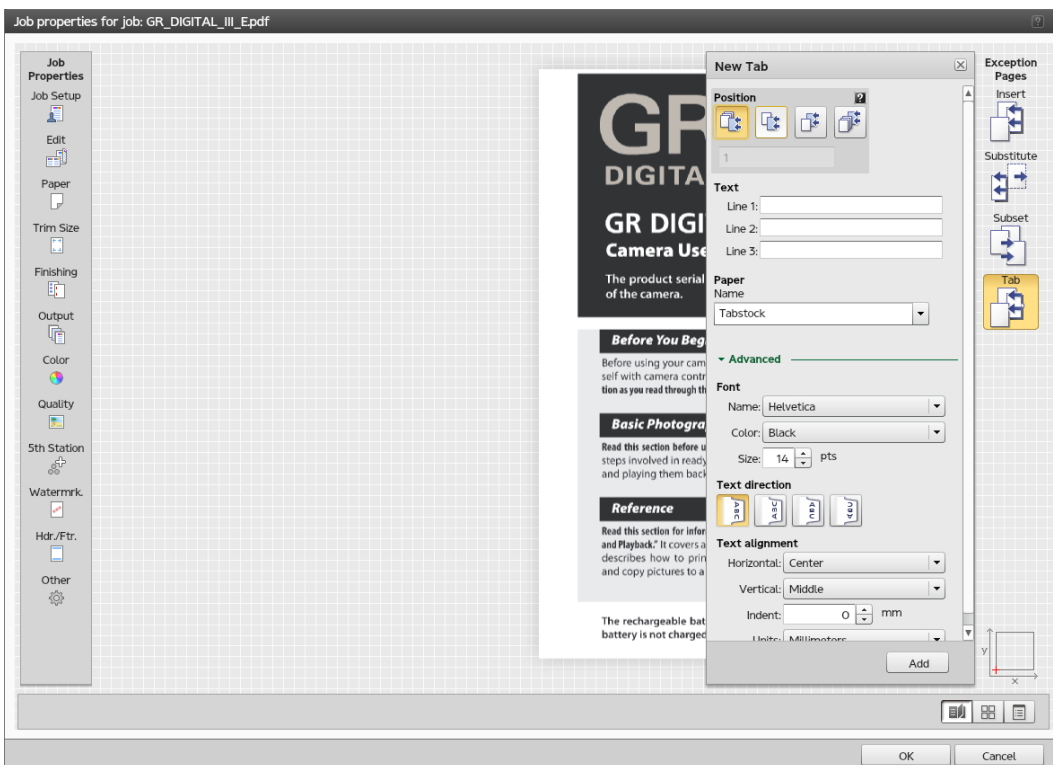 Job properties for job: GR_DIGITAL_III_E.pdf
?
Job
Properties
Job Setup
Edit
Paper
Trim Size
Finishing
Output
Color
Quality
5th Station
Watermrk.
Hdr./Ftr.
Other
GR
DIGITA
GR DIGI
Camera Use
The product serial
of the camera.
Before You Beg
Before using your cam
self with camera contr
tion as you read through th
Basic Photogra
Read this section before u
steps involved in ready
and playing them back
Reference
Read this section for infor
and Playback." It covers a
describes how to prin
and copy pictures to a
The rechargeable bat
battery is not charged
New Tab
Position
?
1
Text
Line 1:
Line 2:
Line 3:
Paper
Name
Tabstock
Advanced
Font
Name: Helvetica
Color: Black
Size: 14 pts
Text direction
ABC
ABC
ABC
ABC
Text alignment
Horizontal: Center
Vertical: Middle
Indent: 0 mm
Units: Millimeters
Add
Exception
Pages
Insert
Substitute
Subset
Tab
y
x
OK
Cancel